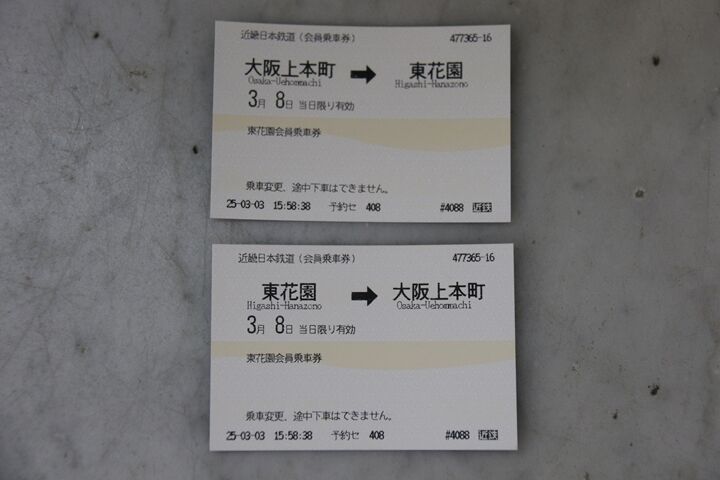 近畿日本鉄道（会員乗車券） 477365-16
大阪上本町 ➡ 東花園
Osaka-Uehommachi Higashi-Hanazono
3月 8日 当日限り有効
東花園会員乗車券
乗車変更、途中下車はできません。
25-03-03 15:58:38 予約セ 408 #4088 近鉄
近畿日本鉄道（会員乗車券） 477365-16
東花園 ➡ 大阪上本町
Higashi-Hanazono Osaka-Uehommachi
3月 8日 当日限り有効
東花園会員乗車券
乗車変更、途中下車はできません。
25-03-03 15:58:38 予約セ 408 #4088 近鉄